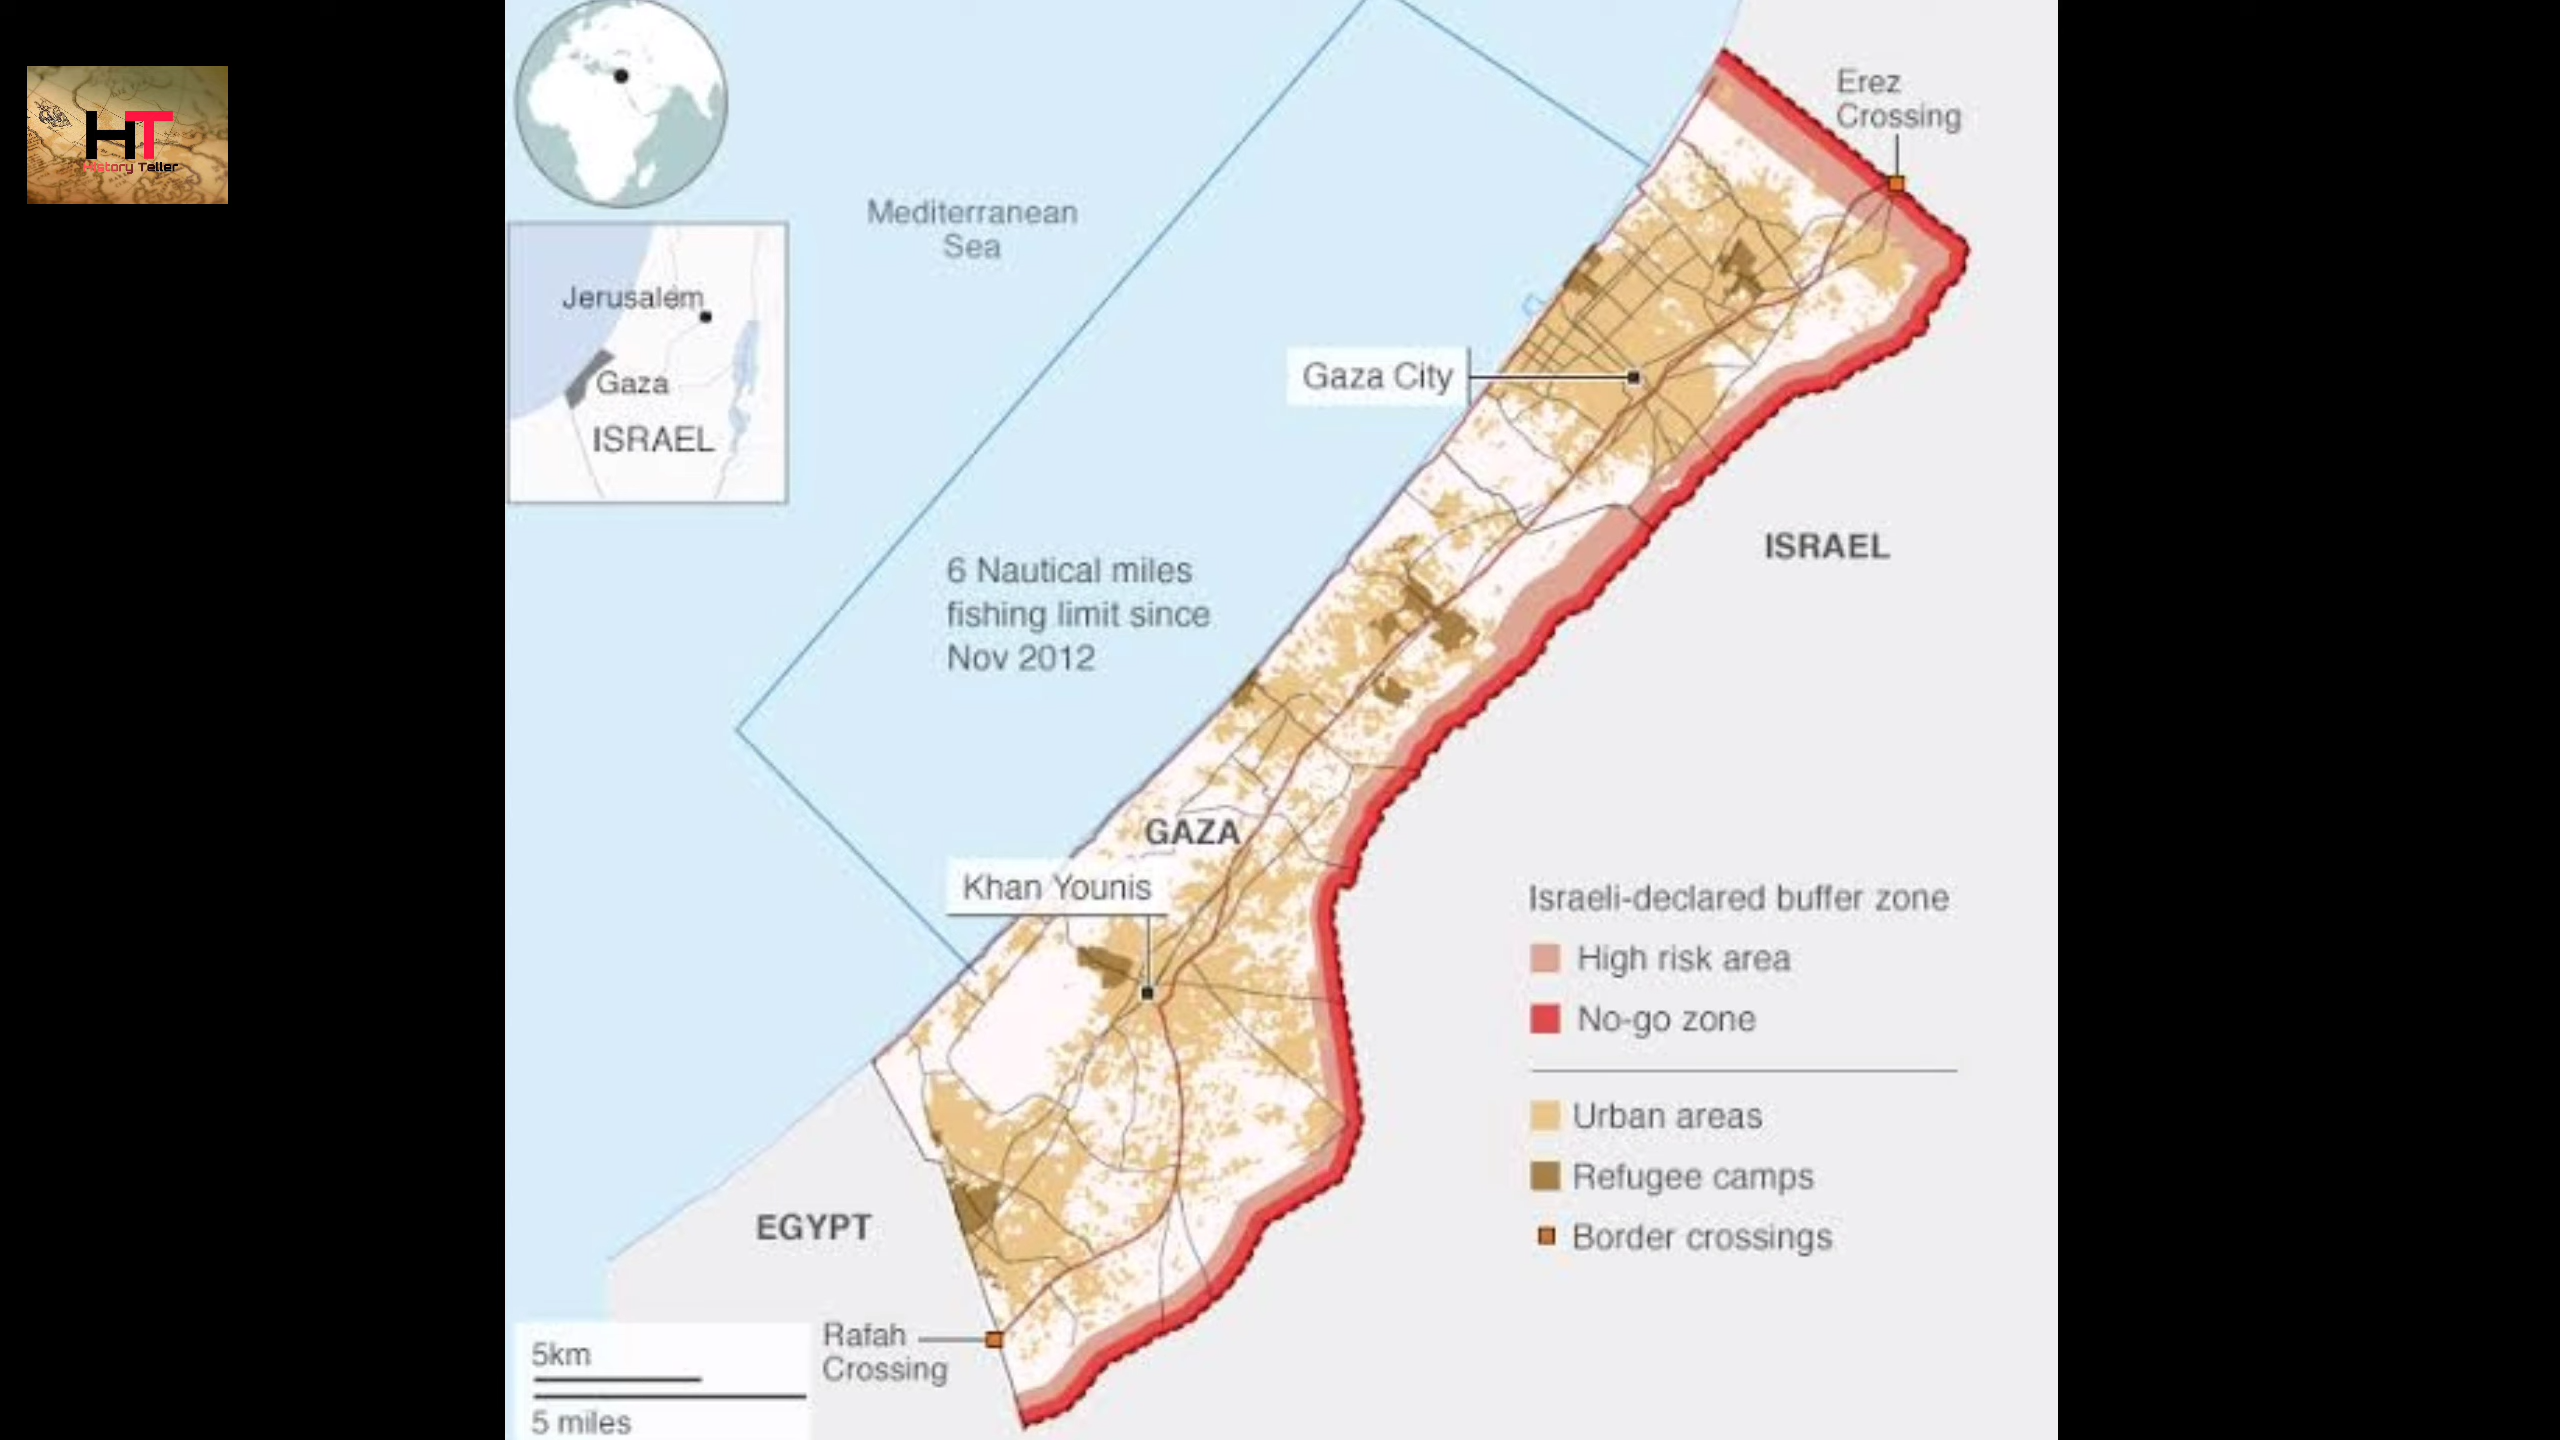 HT
History Teller
Mediterranean
Sea
Erez
Crossing
Jerusalem
Gaza
ISRAEL
Gaza City
ISRAEL
6 Nautical miles
fishing limit since
Nov 2012
GAZA
Khan Younis
Israeli-declared buffer zone
High risk area
No-go zone
Urban areas
Refugee camps
Border crossings
EGYPT
Rafah
Crossing
5km
5 miles